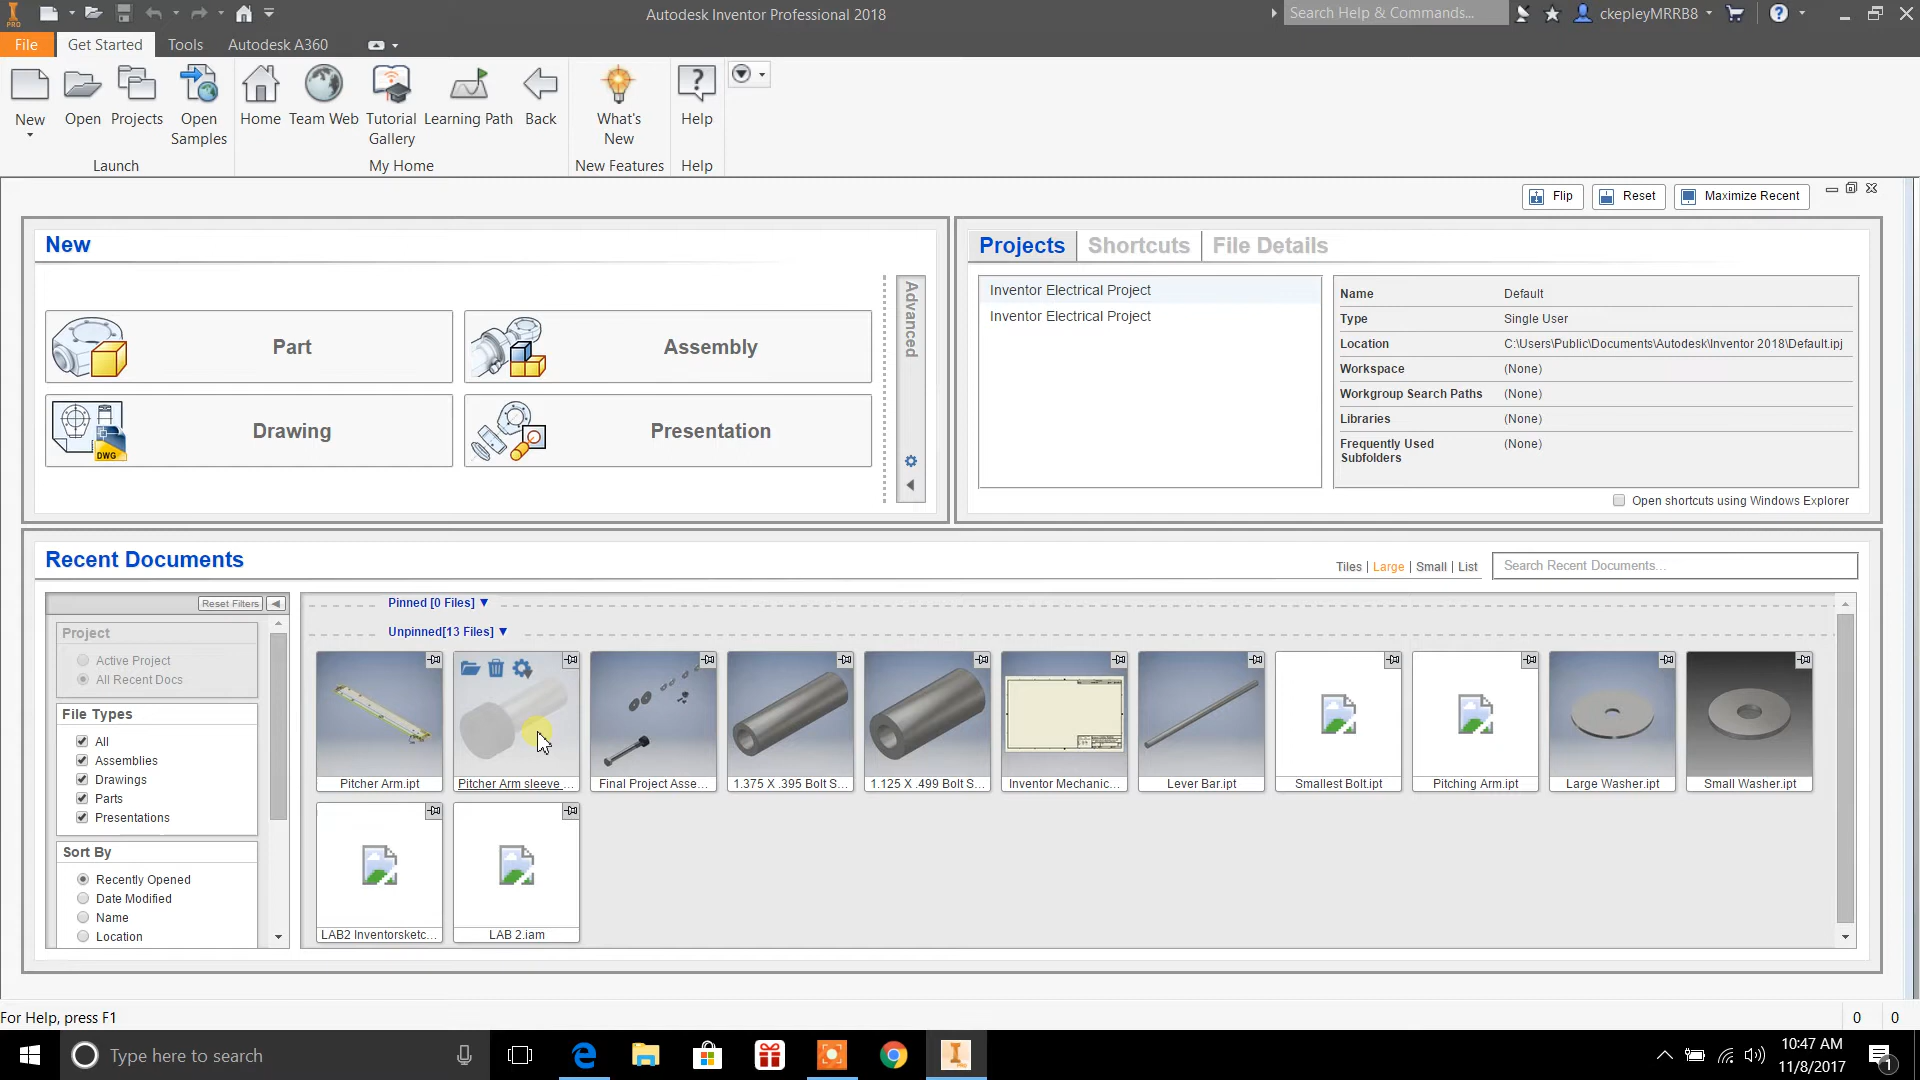 PRO
Autodesk Inventor Professional 2018
Search Help & Commands...
ckepleyMRRB8
File
Get Started
Tools
Autodesk A360
New
Open
Projects
Open Samples
Home
Team Web
Tutorial Gallery
Learning Path
Back
What's New
Help
Launch
My Home
New Features
Help
Flip
Reset
Maximize Recent
New
Part
Assembly
Drawing
DWG
Presentation
Advanced
Projects
Shortcuts
File Details
Inventor Electrical Project
Inventor Electrical Project
Name Default
Type Single User
Location C:\Users\Public\Documents\Autodesk\Inventor 2018\Default.ipj
Workspace (None)
Workgroup Search Paths (None)
Libraries (None)
Frequently Used Subfolders (None)
Open shortcuts using Windows Explorer
Recent Documents
Tiles | Large | Small | List
Search Recent Documents...
Reset Filters
Project
Active Project
All Recent Docs
File Types
All
Assemblies
Drawings
Parts
Presentations
Sort By
Recently Opened
Date Modified
Name
Location
Pinned [0 Files]
Unpinned[13 Files]
Pitcher Arm.ipt
Pitcher Arm sleeve ...
Final Project Asse...
1.375 X .395 Bolt S...
1.125 X .499 Bolt S...
Inventor Mechanic...
Lever Bar.ipt
Smallest Bolt.ipt
Pitching Arm.ipt
Large Washer.ipt
Small Washer.ipt
LAB2 Inventorsketc...
LAB 2.iam
For Help, press F1
0 0
Type here to search
10:47 AM
11/8/2017
1